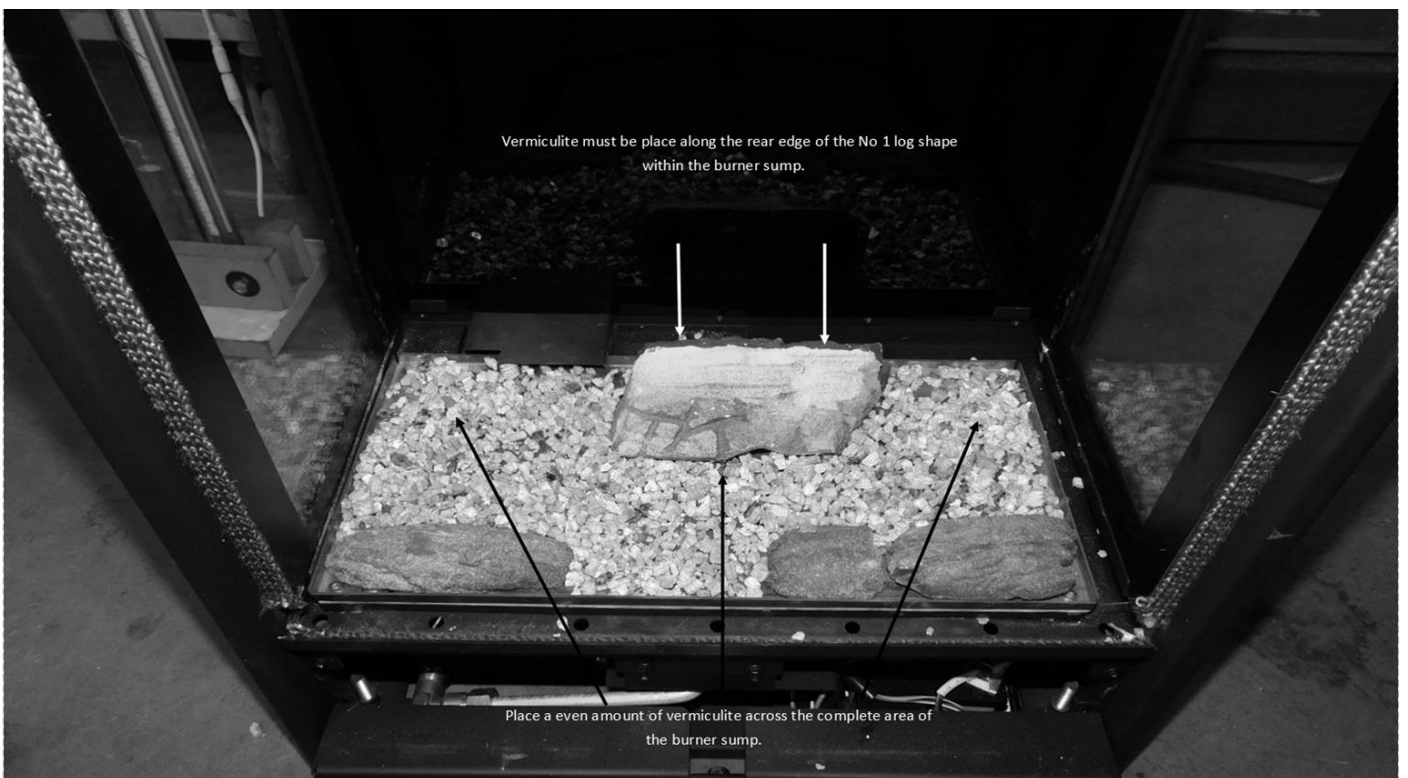 Vermiculite must be place along the rear edge of the No 1 log shape
within the burner sump.
Place a even amount of vermiculite across the complete area of
the burner sump.